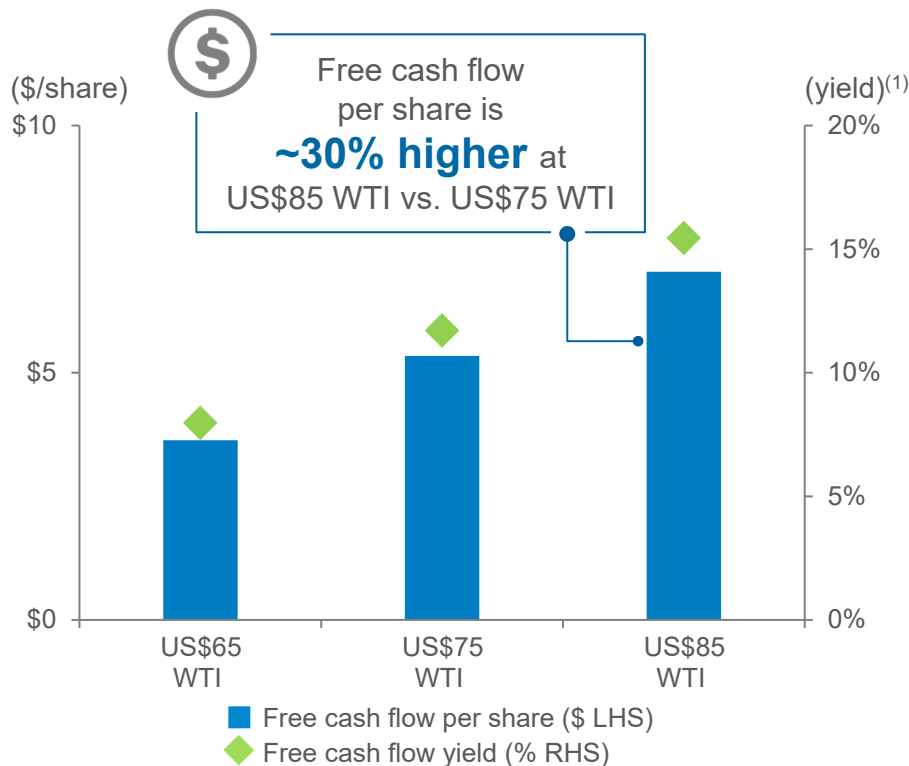 $
Free cash flow
per share is
~30% higher at
US$85 WTI vs. US$75 WTI
($/share)
(yield)(1)
$10
$5
$0
20%
15%
10%
5%
0%
US$65
WTI
US$75
WTI
US$85
WTI
Free cash flow per share ($ LHS)
Free cash flow yield (% RHS)